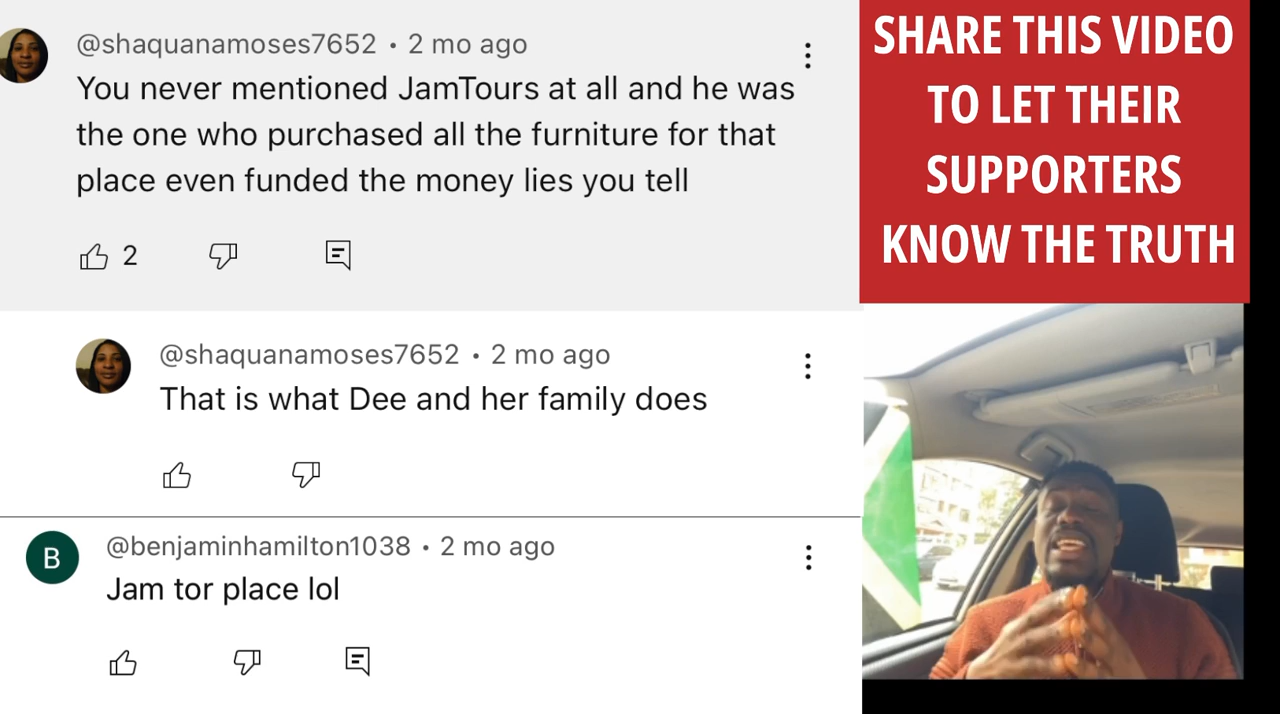 @shaquanamoses7652 • 2 mo ago
You never mentioned JamTours at all and he was
the one who purchased all the furniture for that
place even funded the money lies you tell
2
@shaquanamoses7652 • 2 mo ago
That is what Dee and her family does
B
@benjaminhamilton1038 • 2 mo ago
Jam tor place lol
SHARE THIS VIDEO
TO LET THEIR
SUPPORTERS
KNOW THE TRUTH